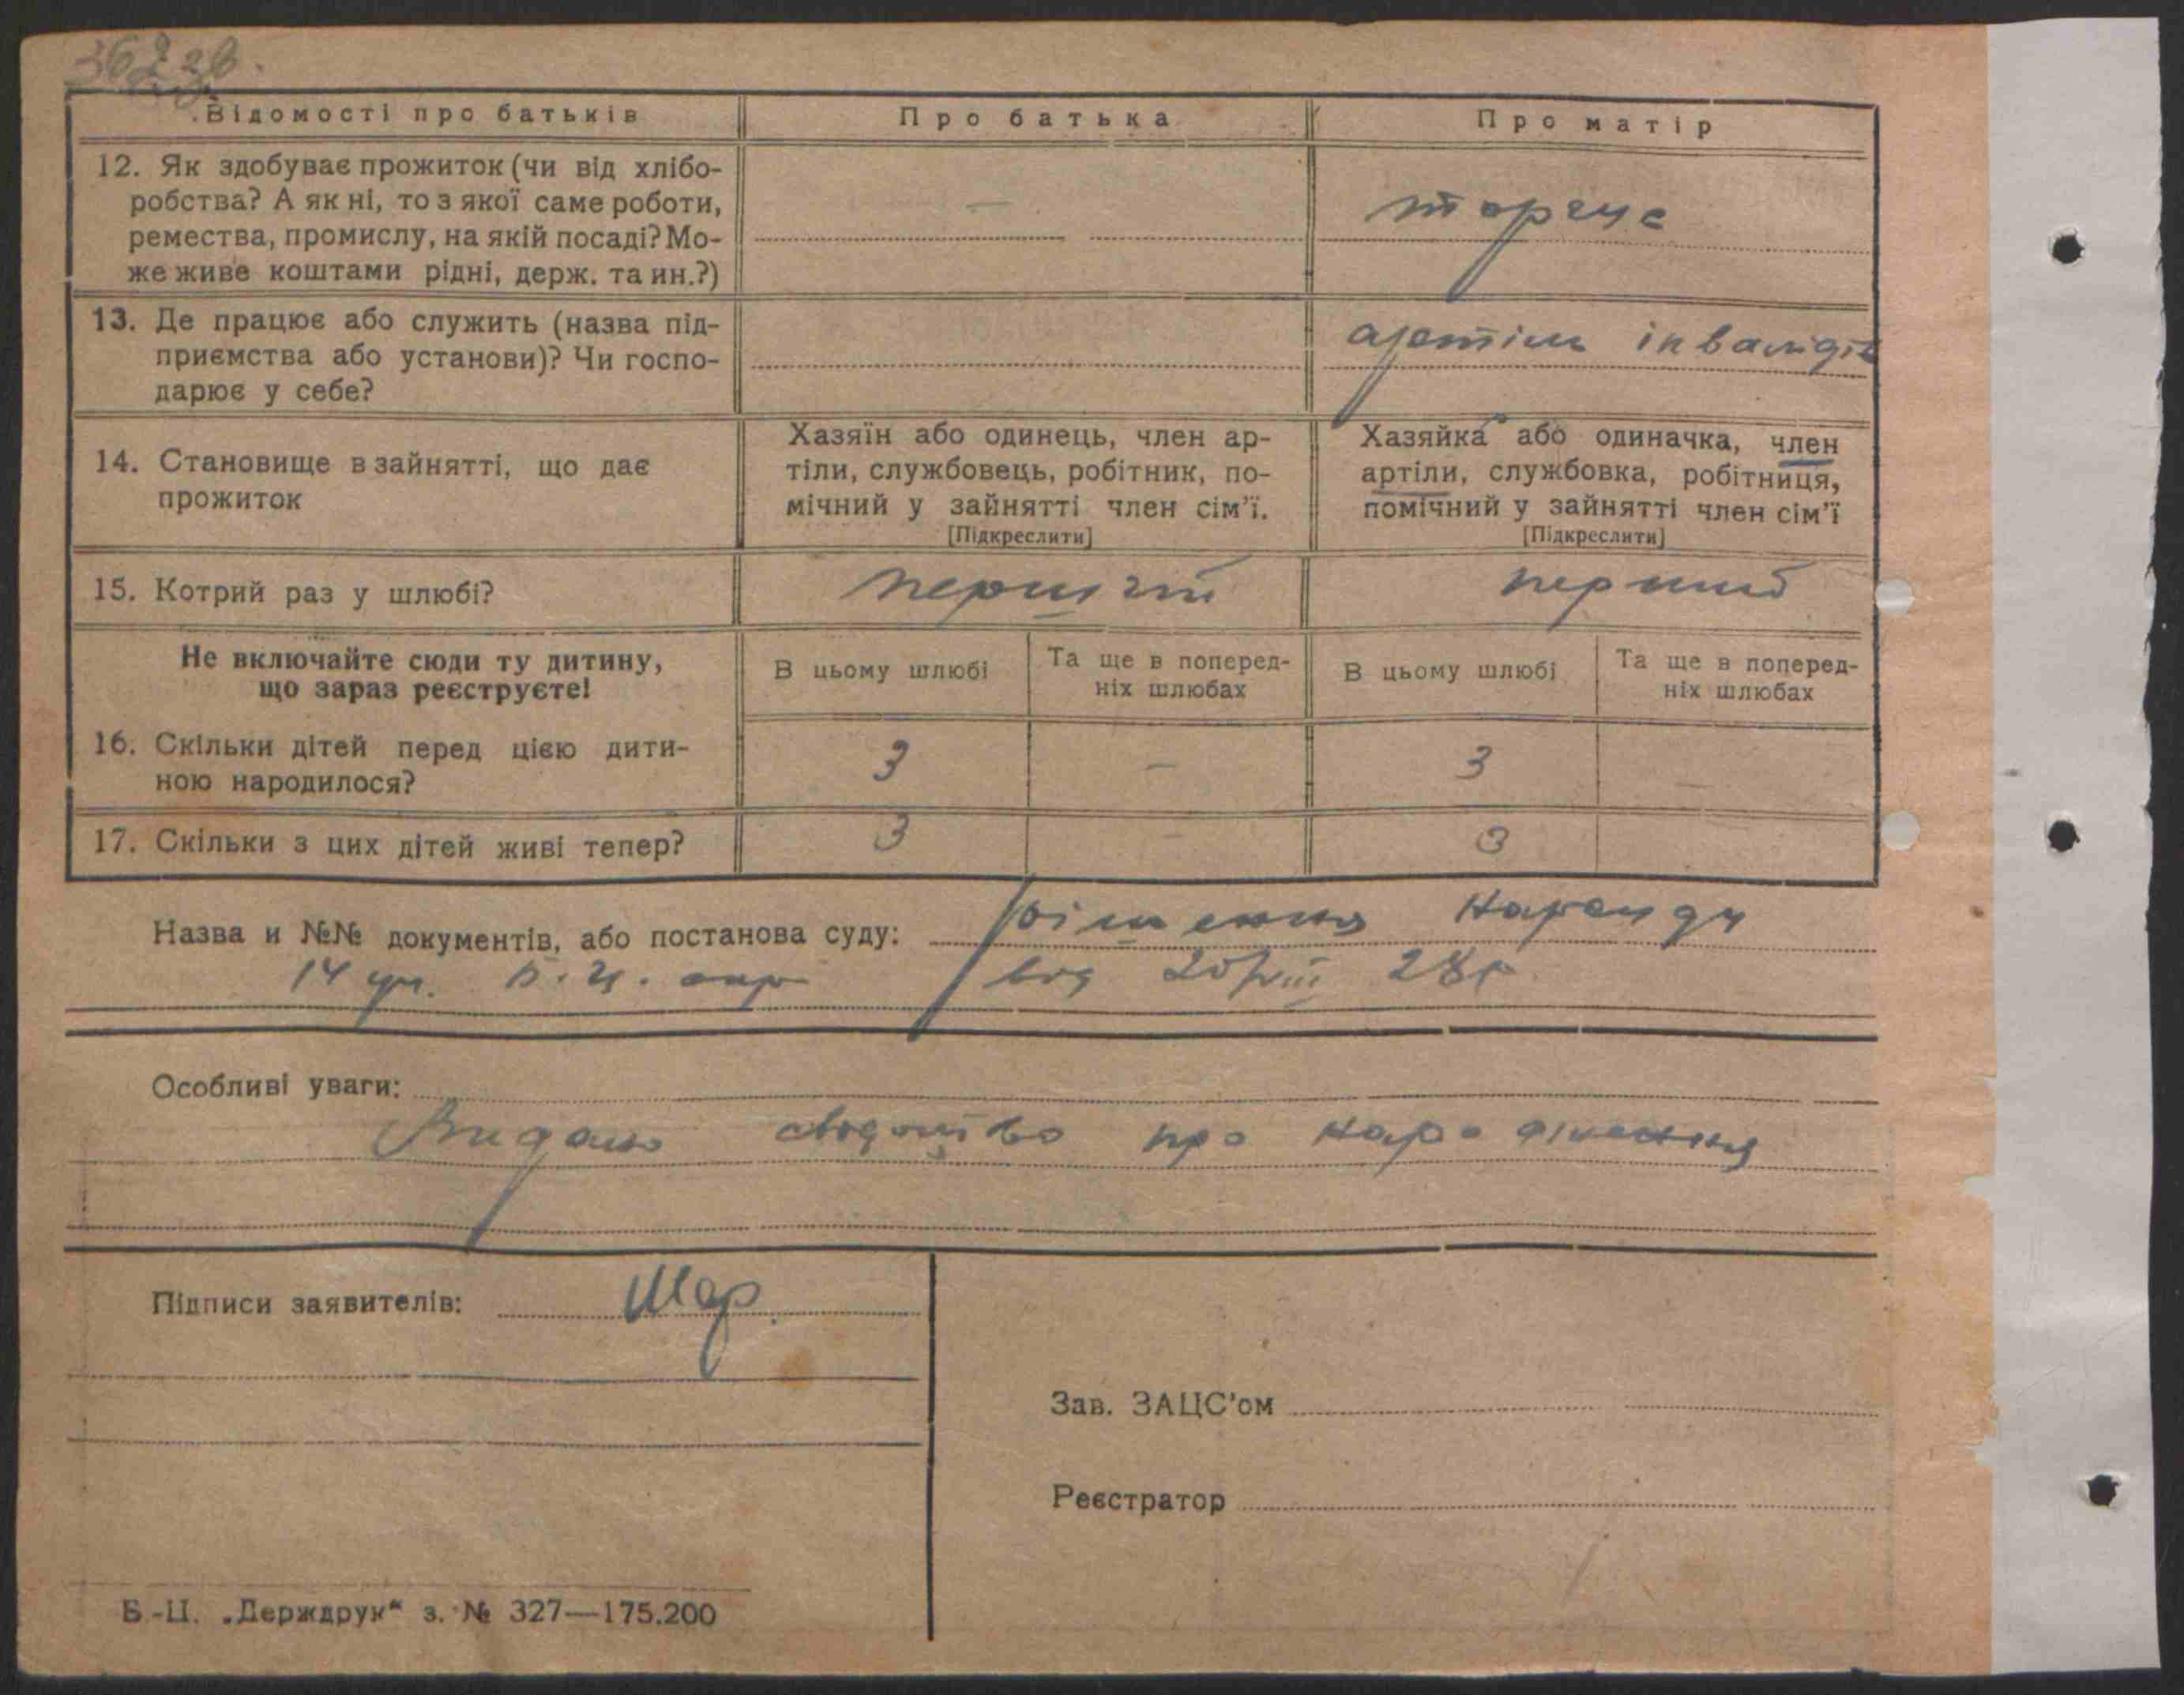 Відомості про батьків
Про батька
Про матір
12. Як здобуває прожиток (чи від хлібо-
робства? А як ні, то з якої саме роботи,
ремества, промислу, на якій посаді? Мо-
же живе коштами рідні, держ. та ин.?)
—
торгує
13. Де працює або служить (назва під-
приємства або установи)? Чи госпо-
дарює у себе?
артіль інвалідів
14. Становище в зайнятті, що дає
прожиток
Хазяїн або одинець, член ар-
тіли, службовець, робітник, по-
мічний у зайнятті член сім'ї.
[Підкреслити]
Хазяйка або одиначка, член
артіли, службовка, робітниця,
помічний у зайнятті член сім'ї
[Підкреслити]
15. Котрий раз у шлюбі?
перший
перший
Не включайте сюди ту дитину,
що зараз реєструєте!
В цьому шлюбі
Та ще в поперед-
ніх шлюбах
В цьому шлюбі
Та ще в поперед-
ніх шлюбах
16. Скільки дітей перед цією дити-
ною народилося?
3
—
3
—
17. Скільки з цих дітей живі тепер?
3
—
3
Назва и №№ документів, або постанова суду: рішення Нарсуду
14 уч. від 28р.
Особливі уваги:
Видано свідоцтво про народження
Підписи заявителів: Шар
Зав. ЗАЦС'ом
Реєстратор
Б.-Ц. „Держдрук“ з. № 327—175.200